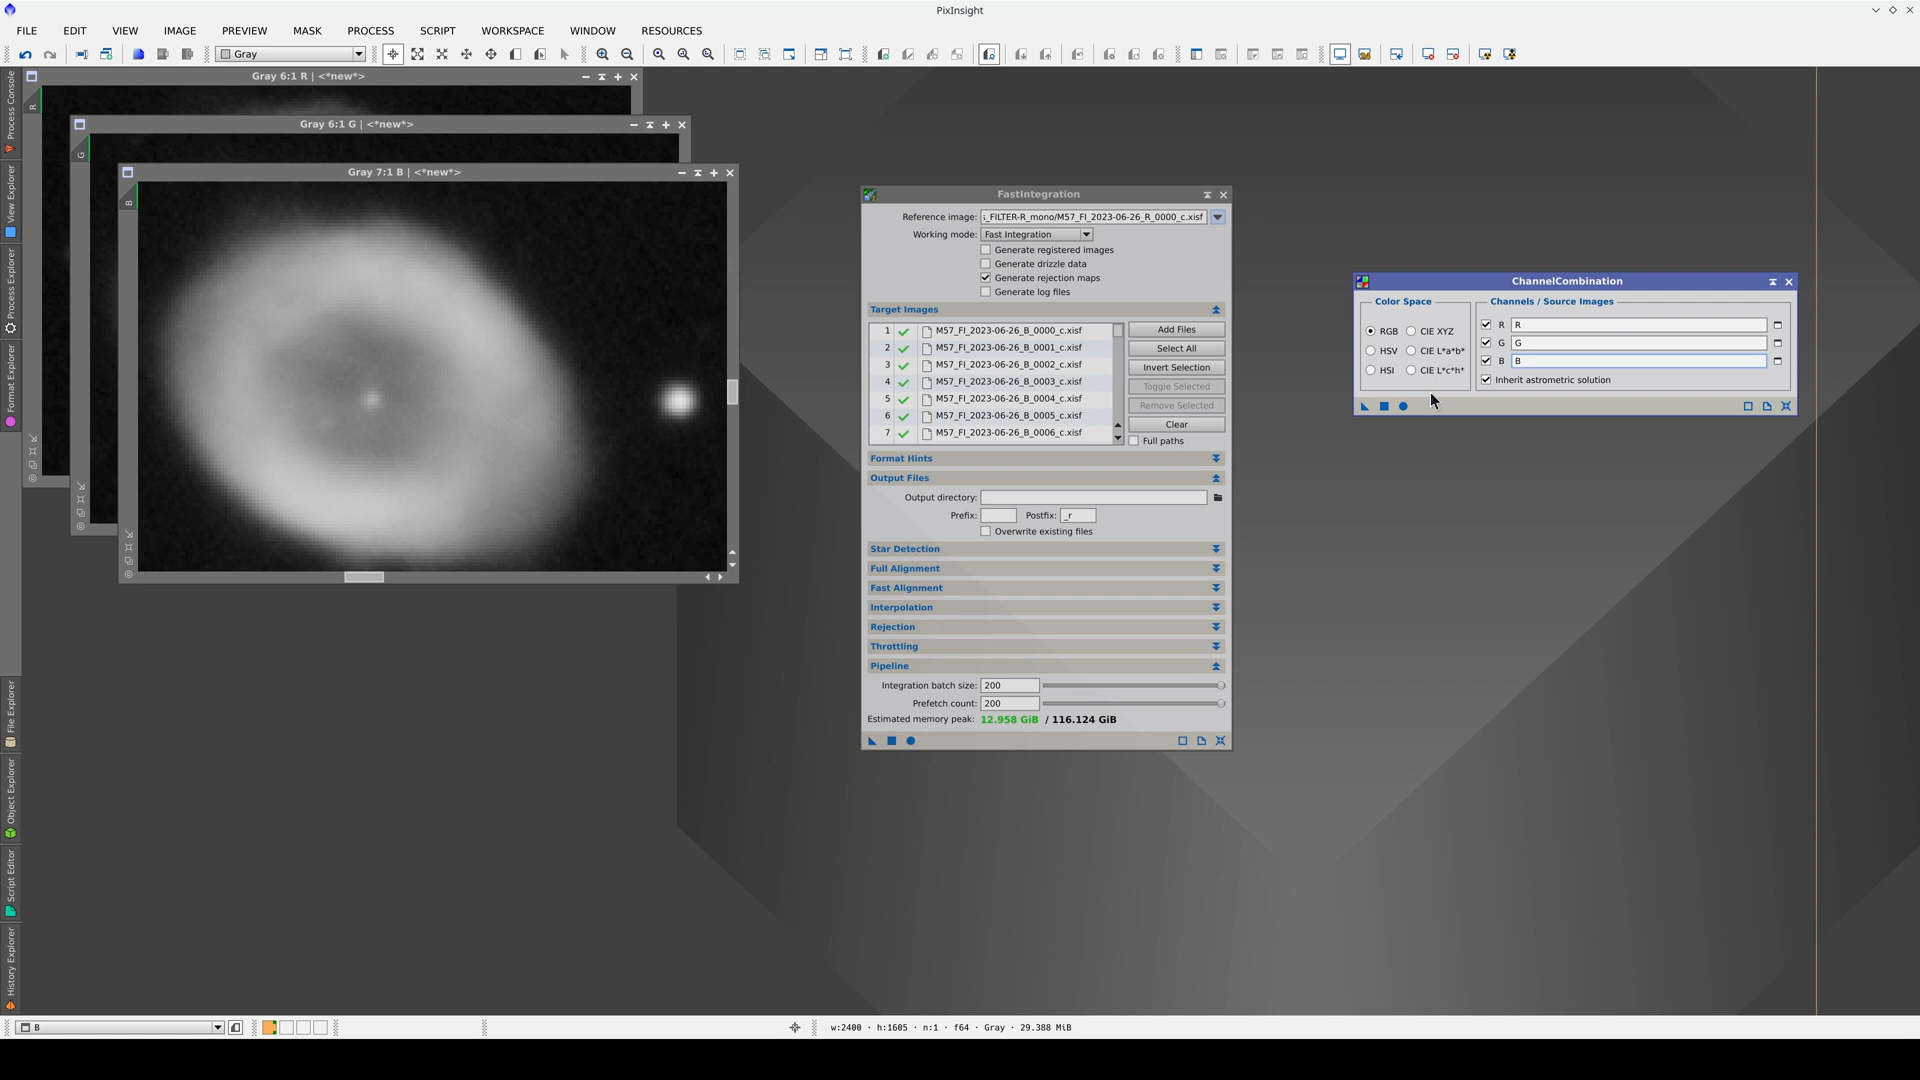 PixInsight
FILE EDIT VIEW IMAGE PREVIEW MASK PROCESS SCRIPT WORKSPACE WINDOW RESOURCES
Gray
Process Console
View Explorer
Process Explorer
Format Explorer
File Explorer
Object Explorer
Script Editor
History Explorer
Gray 6:1 R | <*new*>
R
Gray 6:1 G | <*new*>
G
Gray 7:1 B | <*new*>
B
FastIntegration
Reference image: _FILTER-R_mono/M57_FI_2023-06-26_R_0000_c.xisf
Working mode: Fast Integration
Generate registered images
Generate drizzle data
Generate rejection maps
Generate log files
Target Images
1 M57_FI_2023-06-26_B_0000_c.xisf
2 M57_FI_2023-06-26_B_0001_c.xisf
3 M57_FI_2023-06-26_B_0002_c.xisf
4 M57_FI_2023-06-26_B_0003_c.xisf
5 M57_FI_2023-06-26_B_0004_c.xisf
6 M57_FI_2023-06-26_B_0005_c.xisf
7 M57_FI_2023-06-26_B_0006_c.xisf
Add Files
Select All
Invert Selection
Toggle Selected
Remove Selected
Clear
Full paths
Format Hints
Output Files
Output directory:
Prefix: Postfix: _r
Overwrite existing files
Star Detection
Full Alignment
Fast Alignment
Interpolation
Rejection
Throttling
Pipeline
Integration batch size: 200
Prefetch count: 200
Estimated memory peak: 12.958 GiB / 116.124 GiB
ChannelCombination
Color Space
RGB CIE XYZ
HSV CIE L*a*b*
HSI CIE L*c*h*
Channels / Source Images
R R
G G
B B
Inherit astrometric solution
B
w:2400 · h:1605 · n:1 · f64 · Gray · 29.388 MiB